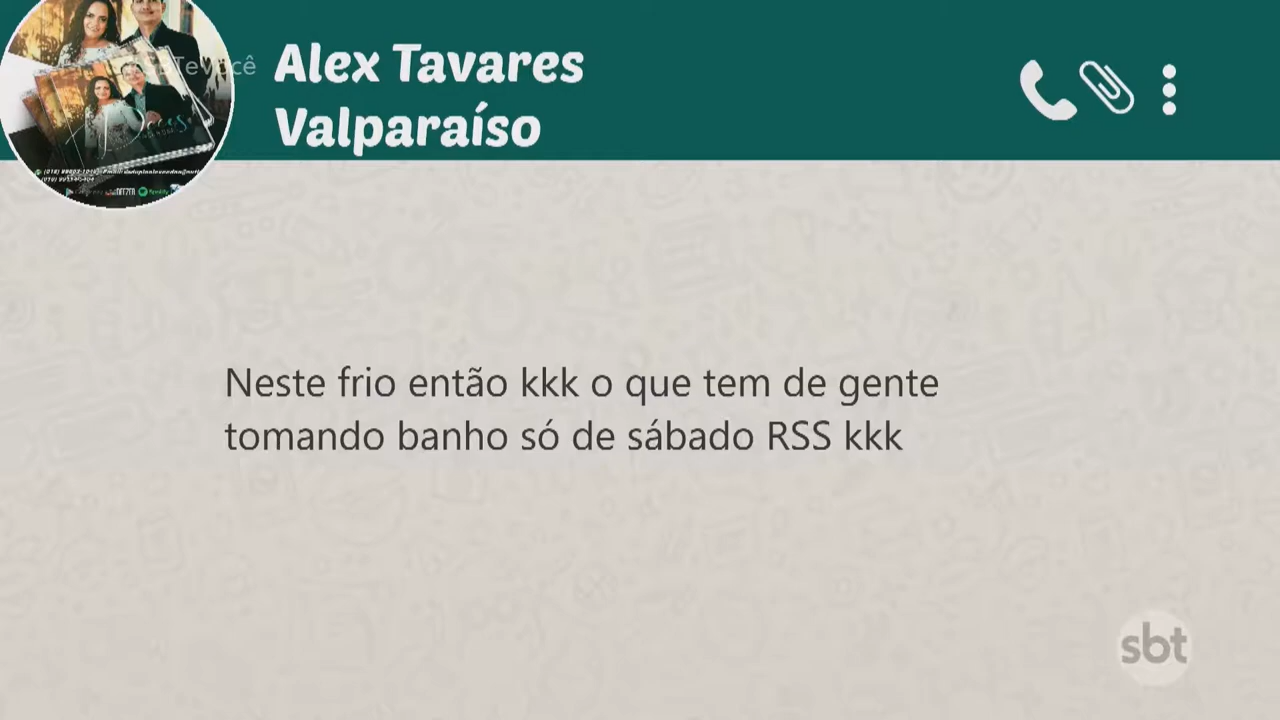 SBTeVocê
Alex Tavares
Valparaíso
Neste frio então kkk o que tem de gente
tomando banho só de sábado RSS kkk
sbt